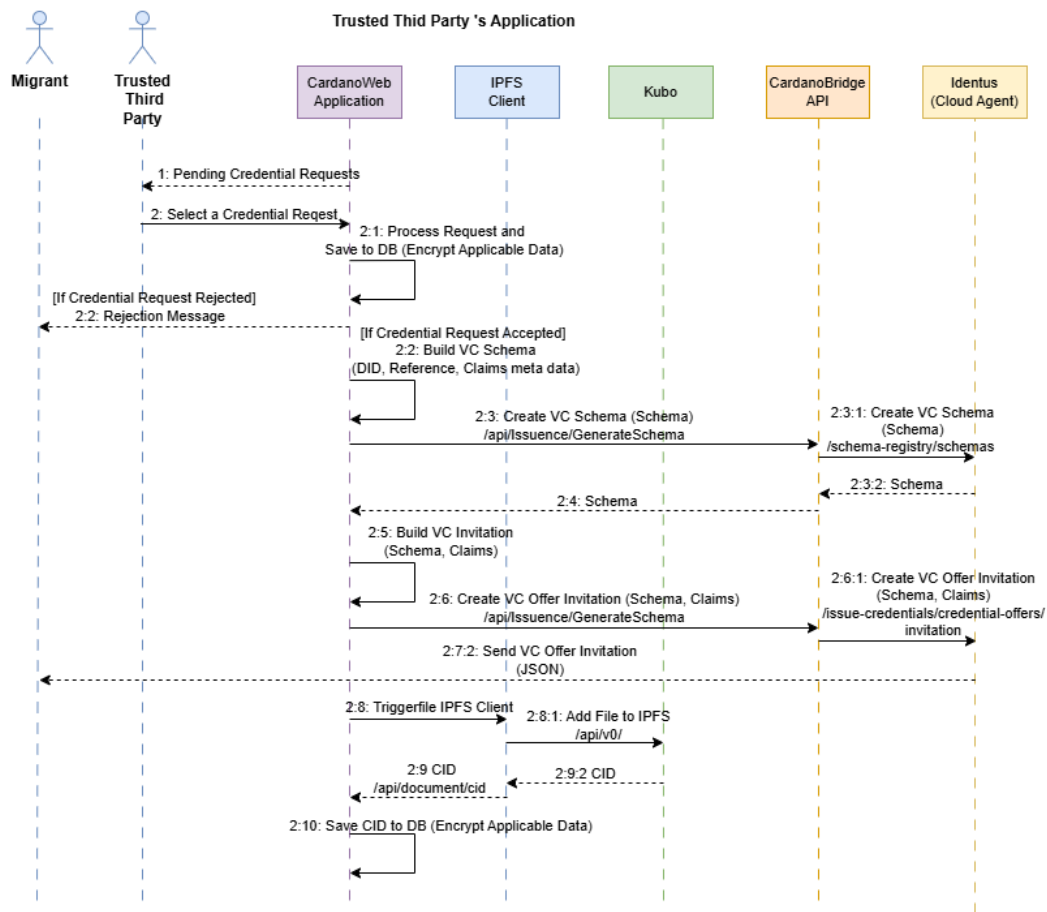 Trusted Thid Party 's Application
Migrant
Trusted
Third
Party
CardanoWeb
Application
IPFS
Client
Kubo
CardanoBridge
API
Identus
(Cloud Agent)
1: Pending Credential Requests
2: Select a Credential Reqest
2:1: Process Request and
Save to DB (Encrypt Applicable Data)
[If Credential Request Rejected]
2:2: Rejection Message
[If Credential Request Accepted]
2:2: Build VC Schema
(DID, Reference, Claims meta data)
2:3: Create VC Schema (Schema)
/api/Issuence/GenerateSchema
2:3:1: Create VC Schema
(Schema)
/schema-registry/schemas
2:3:2: Schema
2:4: Schema
2:5: Build VC Invitation
(Schema, Claims)
2:6: Create VC Offer Invitation (Schema, Claims)
/api/Issuence/GenerateSchema
2:6:1: Create VC Offer Invitation
(Schema, Claims)
/issue-credentials/credential-offers/
invitation
2:7:2: Send VC Offer Invitation
(JSON)
2:8: Triggerfile IPFS Client
2:8:1: Add File to IPFS
/api/v0/
2:9 CID
/api/document/cid
2:9:2 CID
2:10: Save CID to DB (Encrypt Applicable Data)